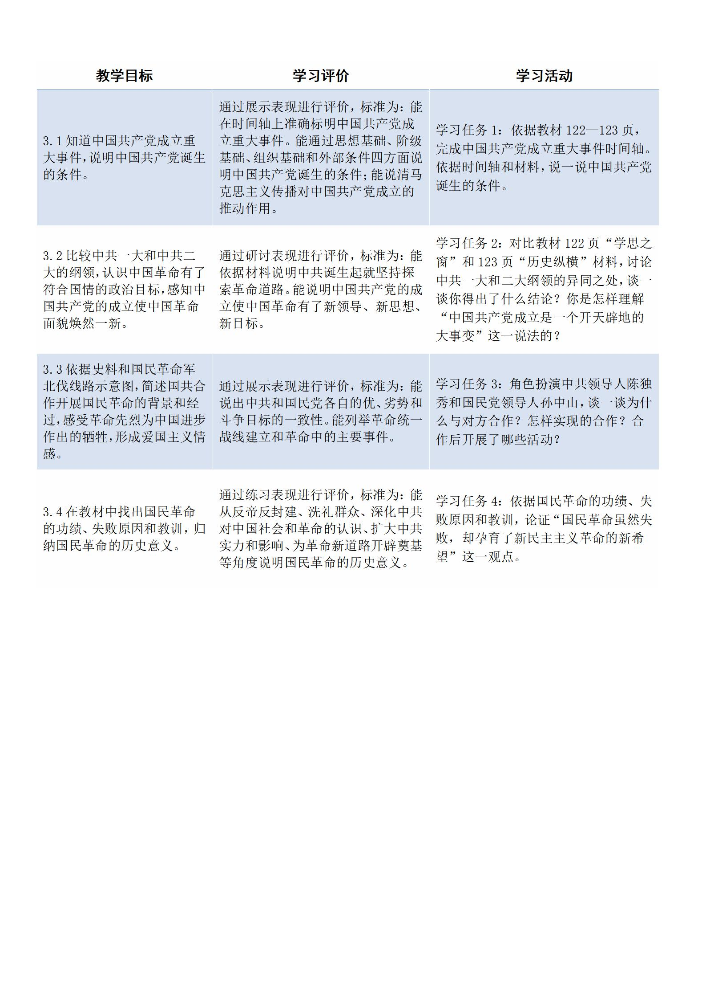 教学目标
学习评价
学习活动
3.1知道中国共产党成立重
大事件，说明中国共产党诞生
的条件。
通过展示表现进行评价，标准为：能
在时间轴上准确标明中国共产党成
立重大事件。能通过思想基础、阶级
基础、组织基础和外部条件四方面说
明中国共产党诞生的条件；能说清马
克思主义传播对中国共产党成立的
推动作用。
学习任务1：依据教材122—123页，
完成中国共产党成立重大事件时间轴。
依据时间轴和材料，说一说中国共产党
诞生的条件。
3.2比较中共一大和中共二
大的纲领，认识中国革命有了
符合国情的政治目标，感知中
国共产党的成立使中国革命
面貌焕然一新。
通过研讨表现进行评价，标准为：能
依据材料说明中共诞生起就坚持探
索革命道路。能说明中国共产党的成
立使中国革命有了新领导、新思想、
新目标。
学习任务2：对比教材122页“学思之
窗”和123页“历史纵横”材料，讨论
中共一大和二大纲领的异同之处，谈一
谈你得出了什么结论？你是怎样理解
“中国共产党成立是一个开天辟地的
大事变”这一说法的？
3.3依据史料和国民革命军
北伐线路示意图，简述国共合
作开展国民革命的背景和经
过，感受革命先烈为中国进步
作出的牺牲，形成爱国主义情
感。
通过展示表现进行评价，标准为：能
说出中共和国民党各自的优、劣势和
斗争目标的一致性。能列举革命统一
战线建立和革命中的主要事件。
学习任务3：角色扮演中共领导人陈独
秀和国民党领导人孙中山，谈一谈为什
么与对方合作？怎样实现的合作？合
作后开展了哪些活动？
3.4在教材中找出国民革命
的功绩、失败原因和教训，归
纳国民革命的历史意义。
通过练习表现进行评价，标准为：能
从反帝反封建、洗礼群众、深化中共
对中国社会和革命的认识、扩大中共
实力和影响、为革命新道路开辟奠基
等角度说明国民革命的历史意义。
学习任务4：依据国民革命的功绩、失
败原因和教训，论证“国民革命虽然失
败，却孕育了新民主主义革命的新希
望”这一观点。